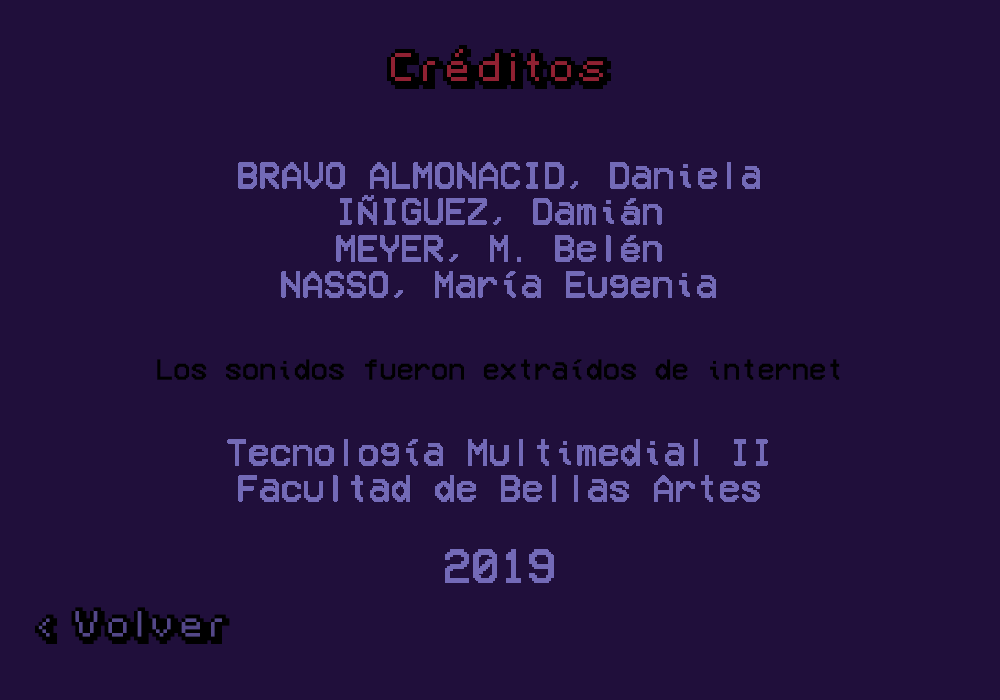 Créditos
BRAVO ALMONACID, Daniela
IÑIGUEZ, Damián
MEYER, M. Belén
NASSO, María Eugenia
Los sonidos fueron extraídos de internet
Tecnología Multimedial II
Facultad de Bellas Artes
2019
< Volver